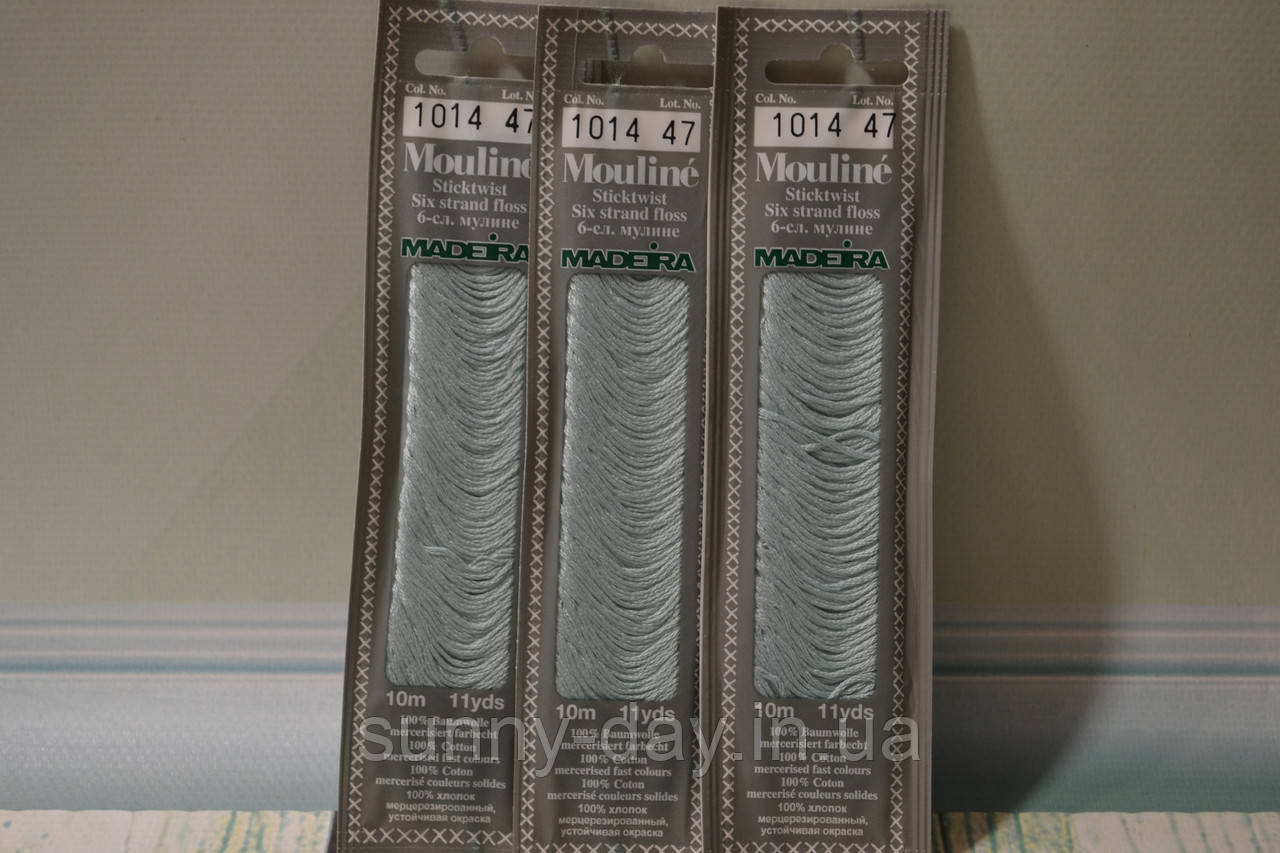 Col. No. Lot. N
1014 47
Mouliné
Sticktwist
Six strand floss
6-сл. мулине
MADEIRA
10m 11yds
100% Baumwolle
mercerisiert farbecht
100% Cotton
mercerised fast colours
100% Coton
mercerisé couleurs solides
100% хлопок
мерцерезированный,
устойчивая окраска
Col. No. Lot. No.
1014 47
Mouliné
Sticktwist
Six strand floss
6-сл. мулине
MADEIRA
10m 11yds
100% Baumwolle
mercerisiert farbecht
100% Cotton
mercerised fast colours
100% Coton
mercerisé couleurs solides
100% хлопок
мерцерезированный,
устойчивая окраска
Col. No. Lot. No.
1014 47
Mouliné
Sticktwist
Six strand floss
6-сл. мулине
MADEIRA
10m 11yds
100% Baumwolle
mercerisiert farbecht
100% Cotton
mercerised fast colours
100% Coton
mercerisé couleurs solides
100% хлопок
мерцерезированный,
устойчивая окраска
sunny-day.in.ua